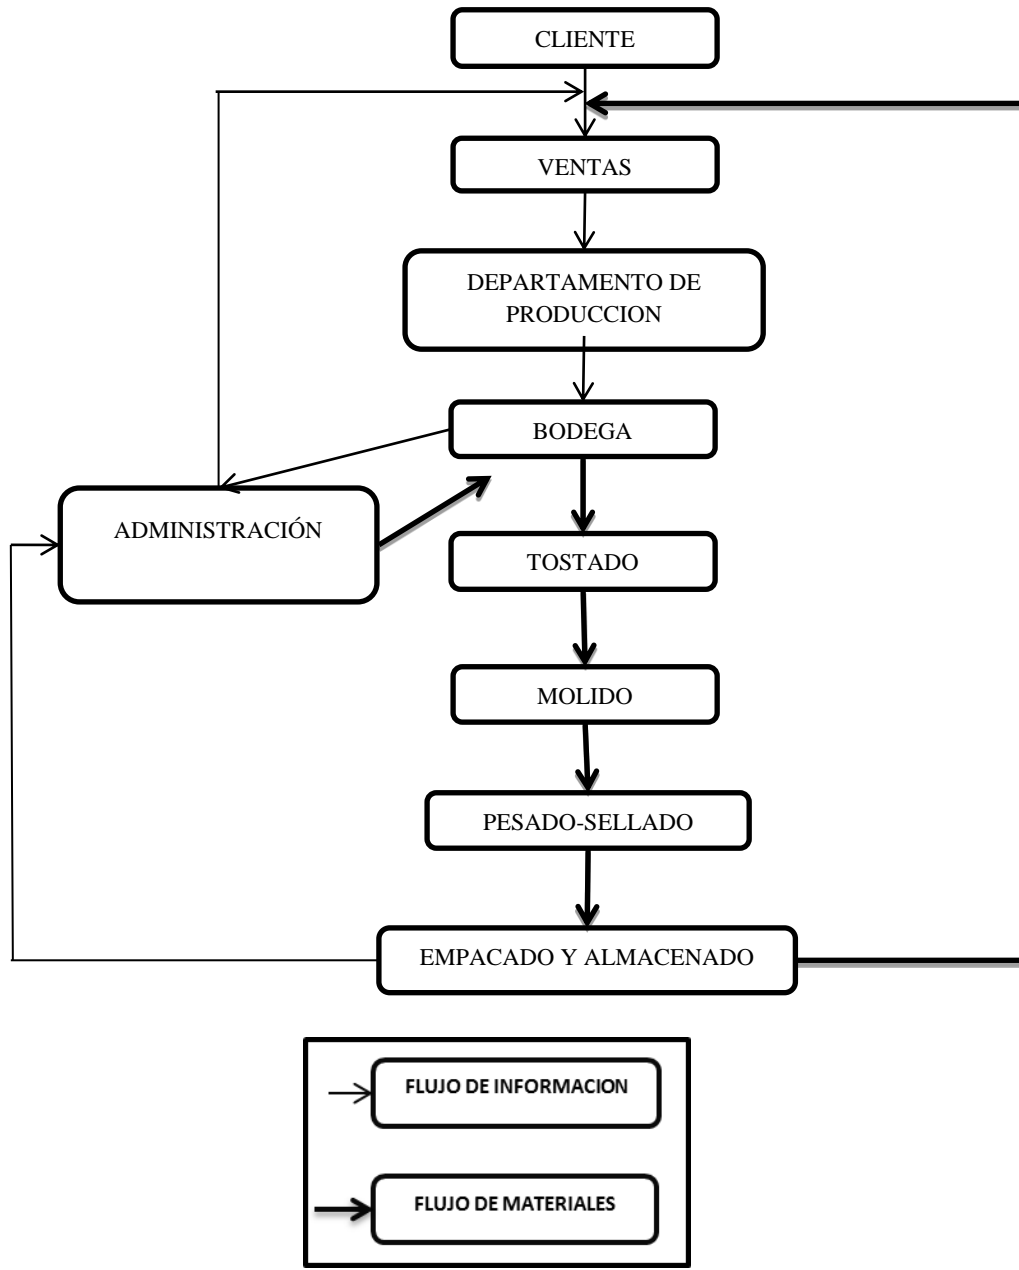 CLIENTE
VENTAS
DEPARTAMENTO DE
PRODUCCION
BODEGA
ADMINISTRACIÓN
TOSTADO
MOLIDO
PESADO-SELLADO
EMPACADO Y ALMACENADO
FLUJO DE INFORMACION
FLUJO DE MATERIALES